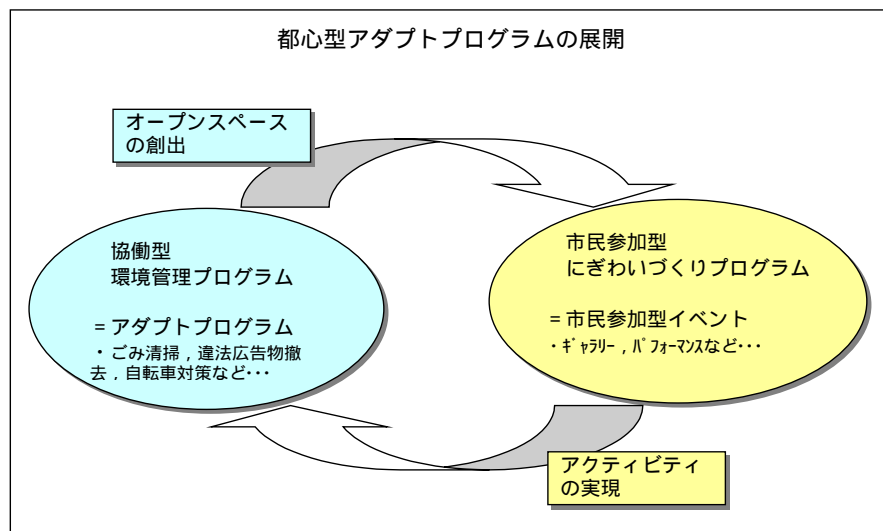 都心型アダプトプログラムの展開
オープンスペース
の創出
協働型
環境管理プログラム
=アダプトプログラム
・ごみ清掃,違法広告物撤
去,自転車対策など・・・
市民参加型
にぎわいづくりプログラム
=市民参加型イベント
・ギャラリー,パフォーマンスなど・・・
アクティビティ
の実現